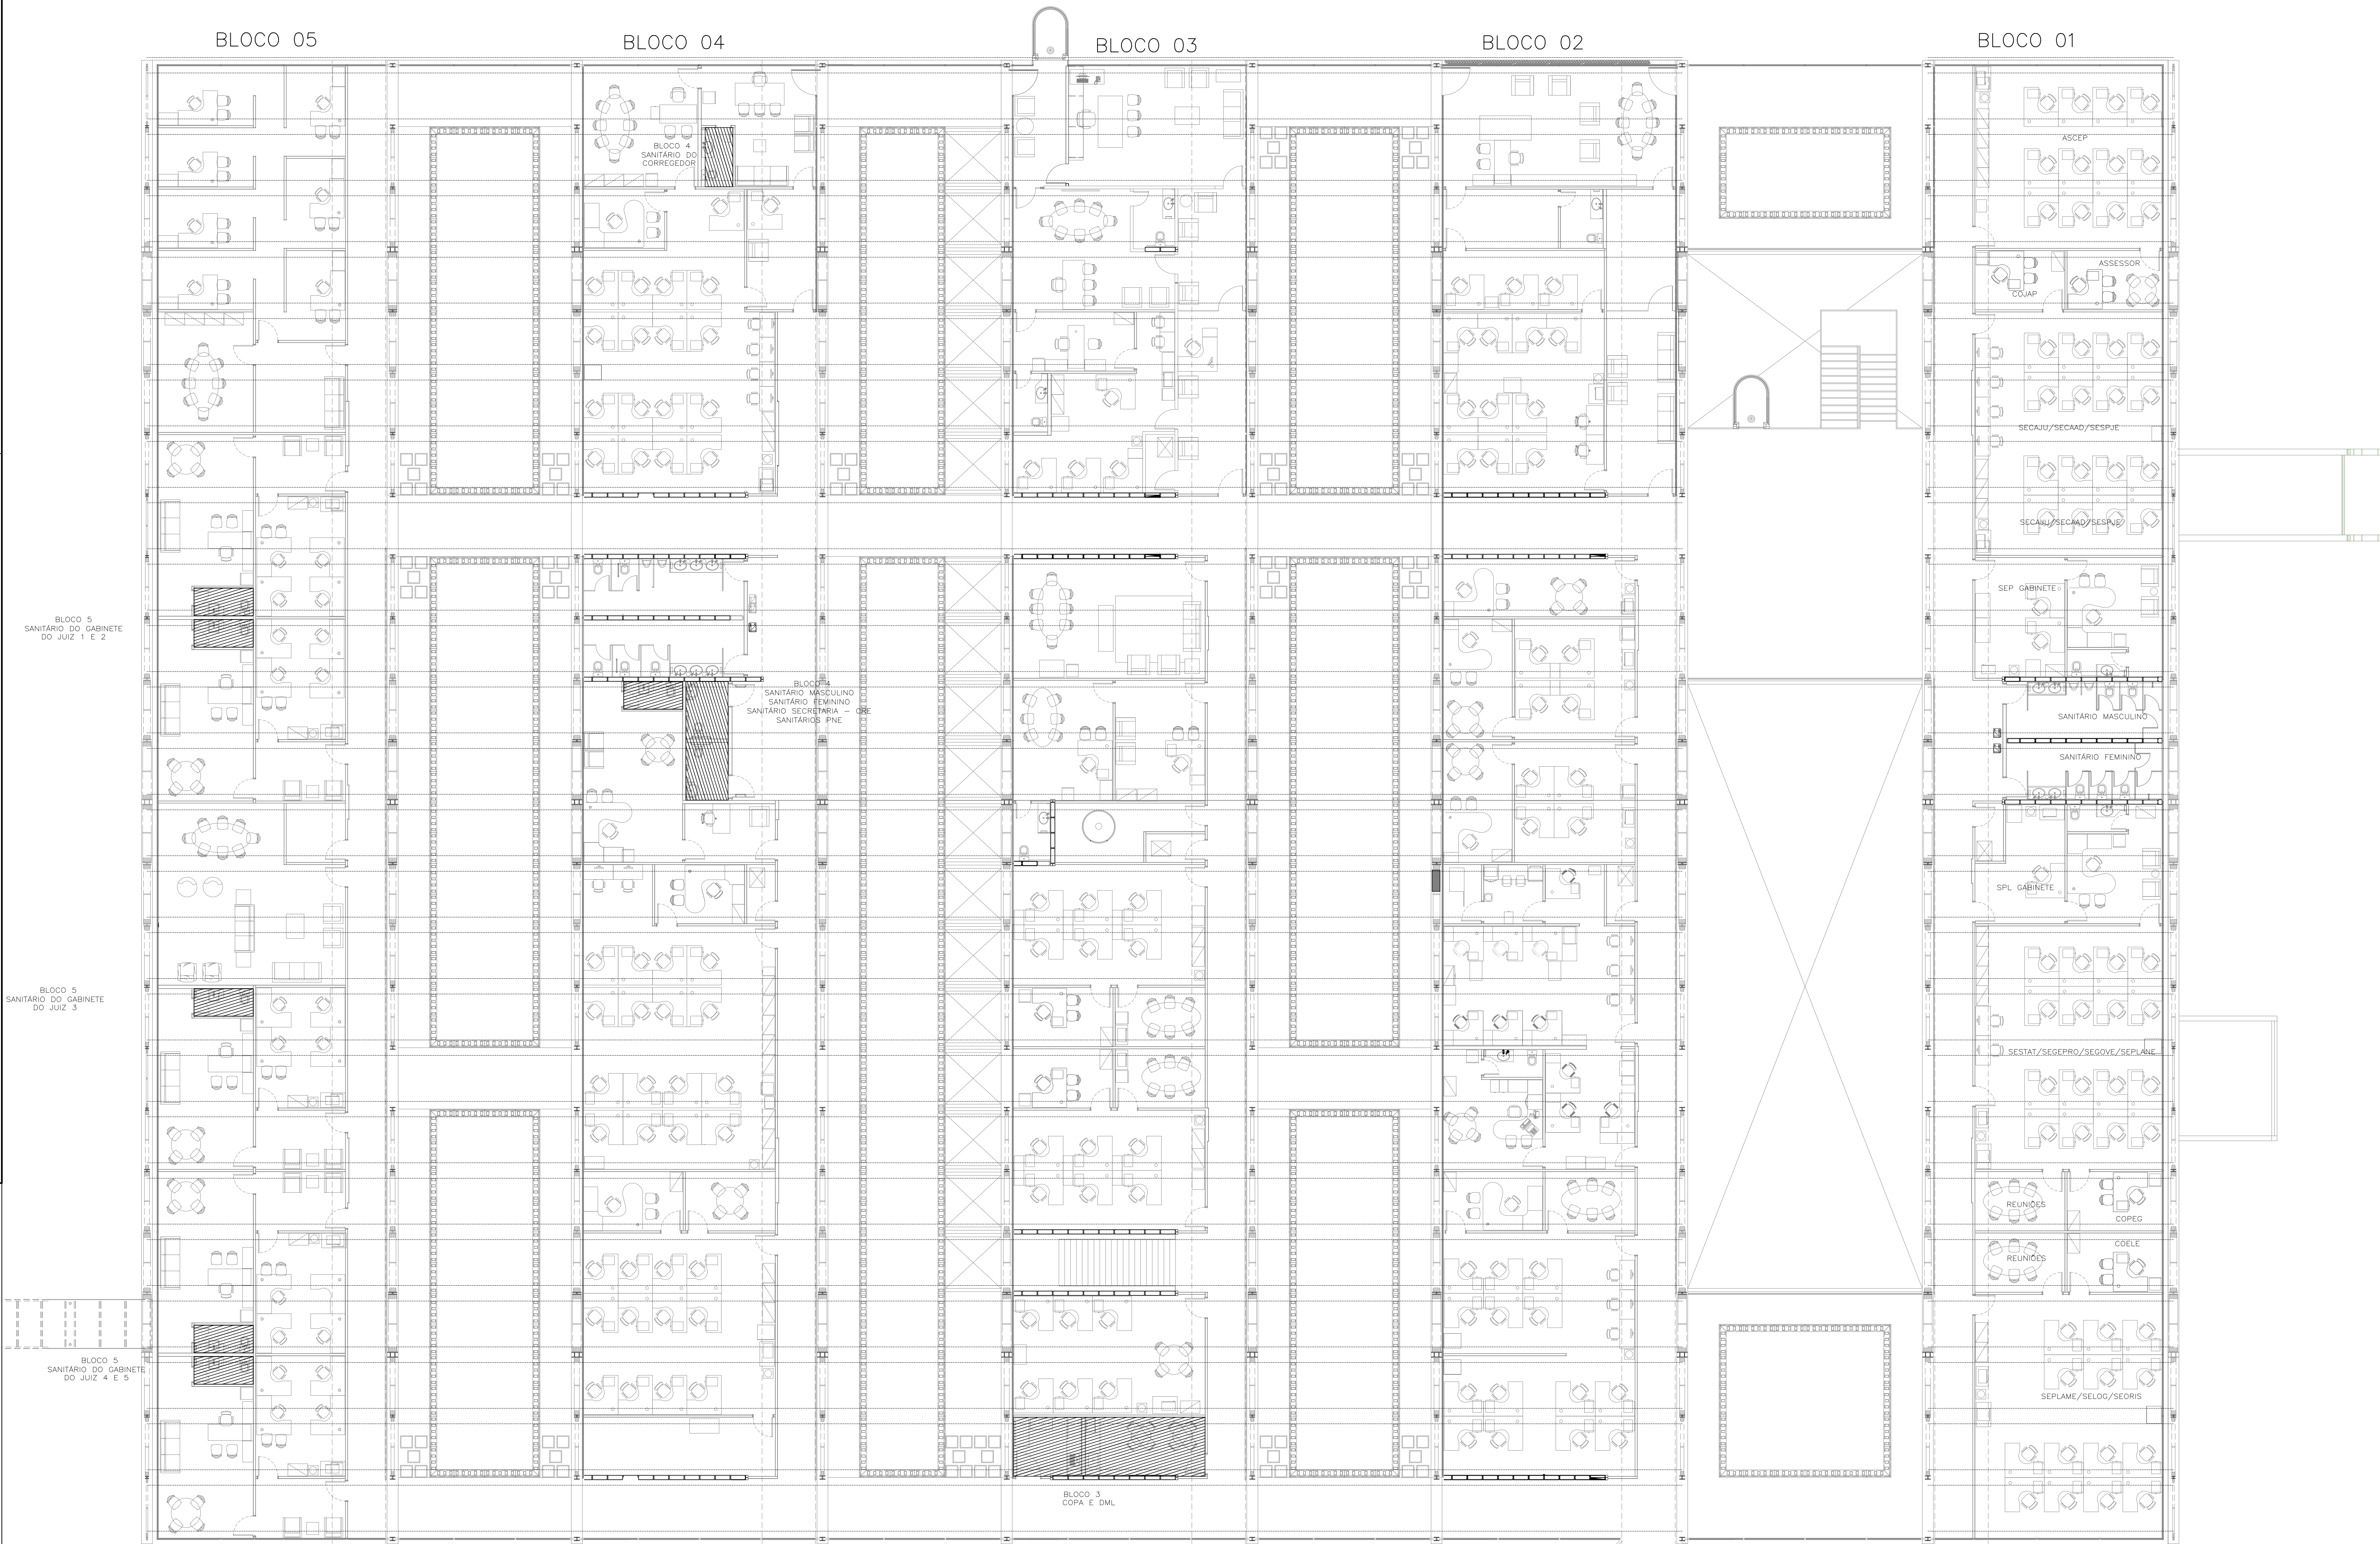 BLOCO 05
BLOCO 04
BLOCO 03
BLOCO 02
BLOCO 01
BLOCO 4
SANITÁRIO DO
CORREGEDOR
ASCEP
ASSESSOR
COJAP
SECAJU/SECAAD/SESPJE
SECAJU/SECAAD/SESPJE
SEP GABINETE
BLOCO 5
SANITÁRIO DO GABINETE
DO JUIZ 1 E 2
BLOCO 4
SANITÁRIO MASCULINO
SANITÁRIO FEMININO
SANITÁRIO SECRETARIA – CRE
SANITÁRIOS PNE
SANITÁRIO MASCULINO
SANITÁRIO FEMININO
SPL GABINETE
BLOCO 5
SANITÁRIO DO GABINETE
DO JUIZ 3
SESTAT/SEGEPRO/SEGOVE/SEPLANE
REUNIÕES
COPEG
COELE
REUNIÕES
BLOCO 5
SANITÁRIO DO GABINETE
DO JUIZ 4 E 5
SEPLAME/SELOG/SEORIS
BLOCO 3
COPA E DML